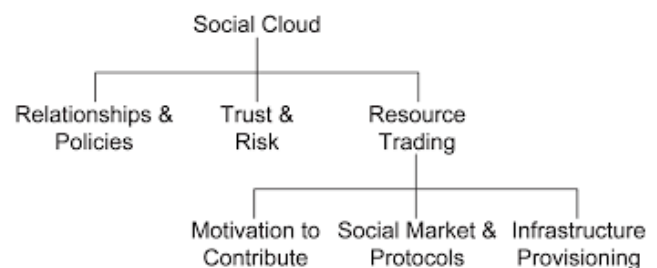 Social Cloud
Relationships &
Policies
Trust &
Risk
Resource
Trading
Motivation to
Contribute
Social Market &
Protocols
Infrastructure
Provisioning